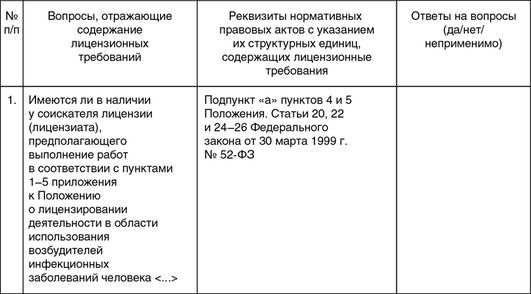 №
п/п
Вопросы, отражающие
содержание
лицензионных
требований
Реквизиты нормативных
правовых актов с указанием
их структурных единиц,
содержащих лицензионные
требования
Ответы на вопросы
(да/нет/
неприменимо)
1.
Имеются ли в наличии
у соискателя лицензии
(лицензиата),
предполагающего
выполнение работ
в соответствии с пунктами
1–5 приложения
к Положению
о лицензировании
деятельности в области
использования
возбудителей
инфекционных
заболеваний человека <...>
Подпункт «а» пунктов 4 и 5
Положения. Статьи 20, 22
и 24–26 Федерального
закона от 30 марта 1999 г.
№ 52-ФЗ